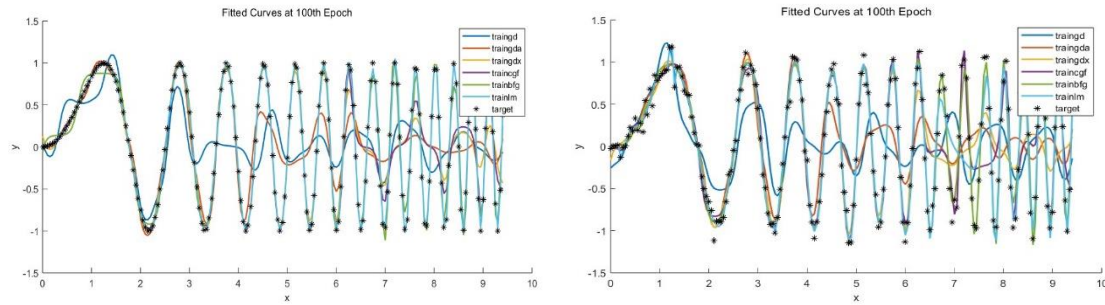 Fitted Curves at 100th Epoch
1.5
1
0.5
0
-0.5
-1
-1.5
y
0 1 2 3 4 5 6 7 8 9 10
x
traingd
traingda
traingdx
traincgf
trainbfg
trainlm
target
Fitted Curves at 100th Epoch
1.5
1
0.5
0
-0.5
-1
-1.5
y
0 1 2 3 4 5 6 7 8 9 10
x
traingd
traingda
traingdx
traincgf
trainbfg
trainlm
target